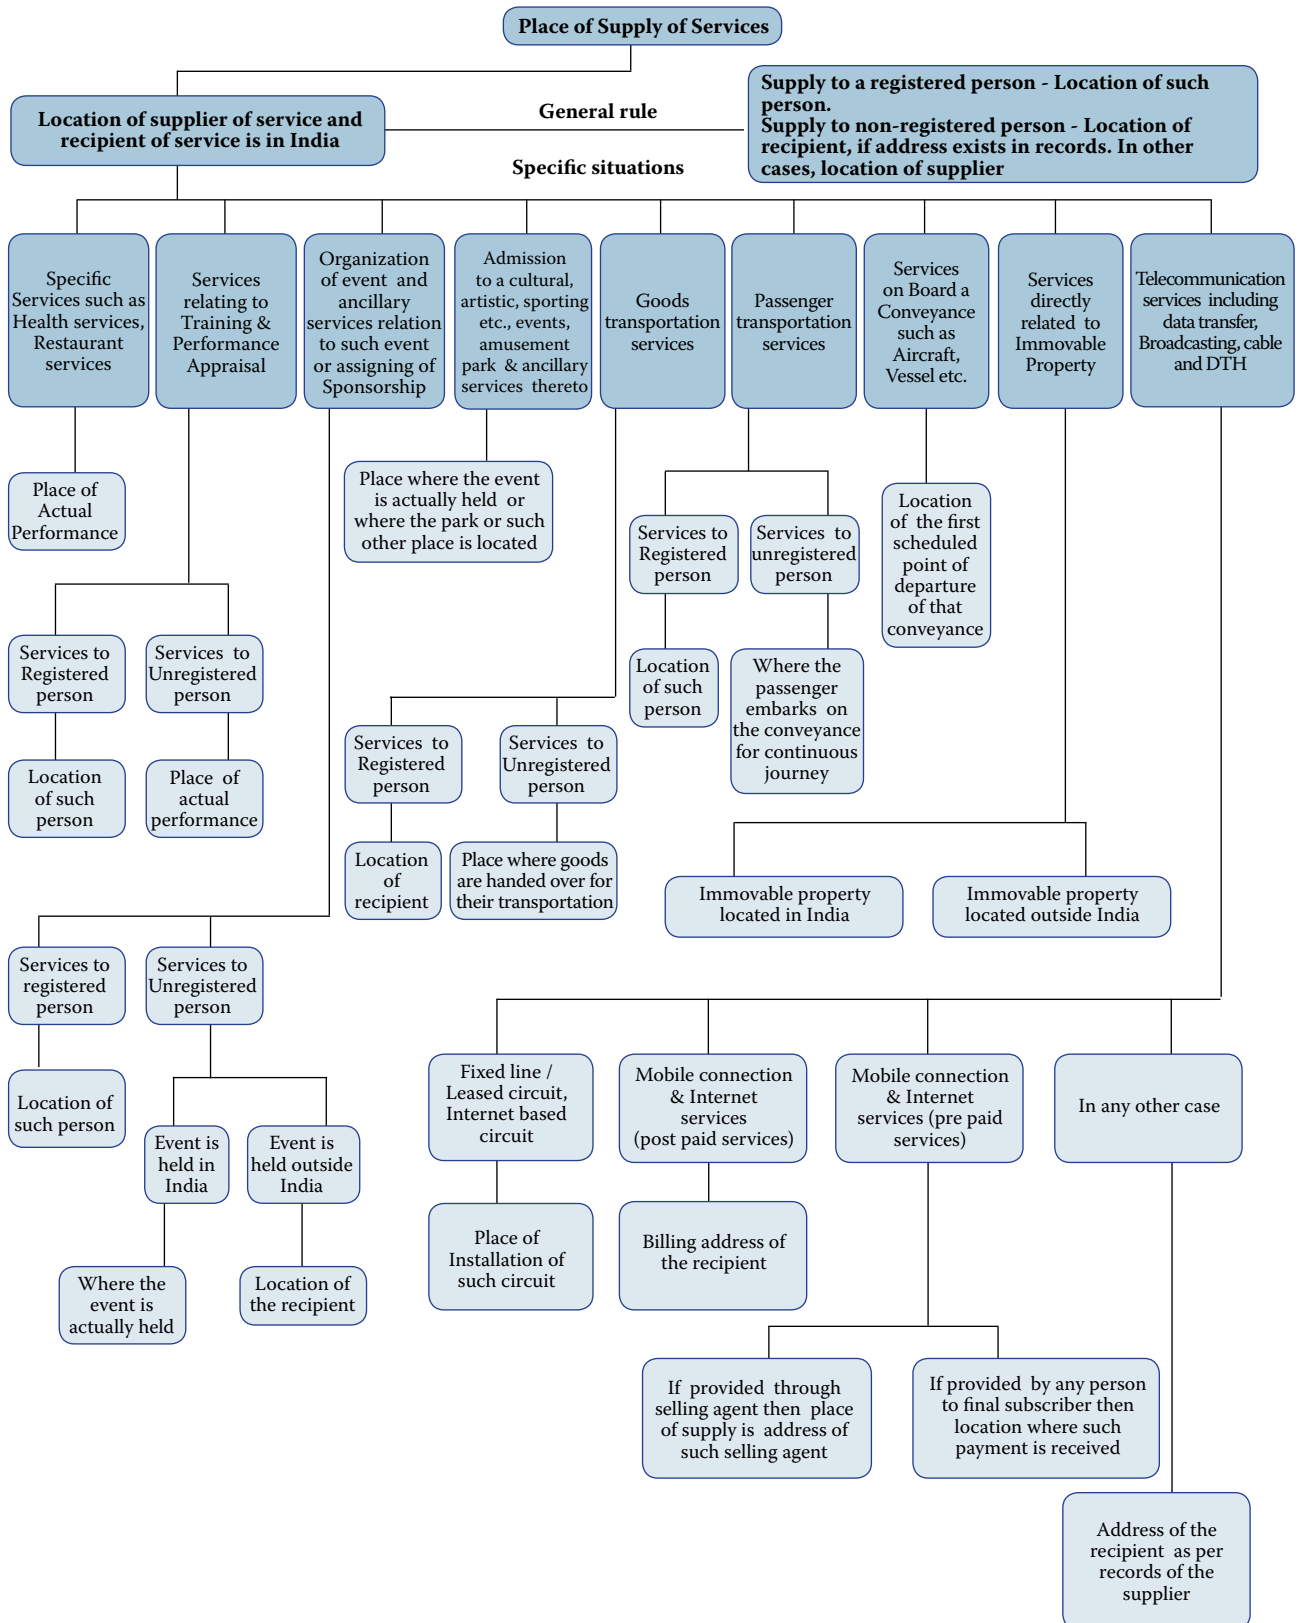 Place of Supply of Services
Location of supplier of service and
recipient of service is in India
General rule
Supply to a registered person - Location of such
person.
Supply to non-registered person - Location of
recipient, if address exists in records. In other
cases, location of supplier
Specific situations
Specific
Services such as
Health services,
Restaurant
services
Services
relating to
Training &
Performance
Appraisal
Organization
of event and
ancillary
services relation
to such event
or assigning of
Sponsorship
Admission
to a cultural,
artistic, sporting
etc., events,
amusement
park & ancillary
services thereto
Goods
transportation
services
Passenger
transportation
services
Services
on Board a
Conveyance
such as
Aircraft,
Vessel etc.
Services
directly
related to
Immovable
Property
Telecommunication
services including
data transfer,
Broadcasting, cable
and DTH
Place of
Actual
Performance
Place where the event
is actually held or
where the park or such
other place is located
Services to
Registered
person
Services to
unregistered
person
Location
of the first
scheduled
point of
departure
of that
conveyance
Services to
Registered
person
Services to
Unregistered
person
Location
of such
person
Where the
passenger
embarks on
the conveyance
for continuous
journey
Location
of such
person
Place of
actual
performance
Services to
Registered
person
Services to
Unregistered
person
Location
of
recipient
Place where goods
are handed over for
their transportation
Immovable property
located in India
Immovable property
located outside India
Services to
registered
person
Services to
Unregistered
person
Location of
such person
Event is
held in
India
Event is
held outside
India
Where the
event is
actually held
Location of
the recipient
Fixed line /
Leased circuit,
Internet based
circuit
Mobile connection
& Internet
services
(post paid services)
Mobile connection
& Internet
services (pre paid
services)
In any other case
Place of
Installation of
such circuit
Billing address of
the recipient
If provided through
selling agent then place
of supply is address of
such selling agent
If provided by any person
to final subscriber then
location where such
payment is received
Address of the
recipient as per
records of the
supplier